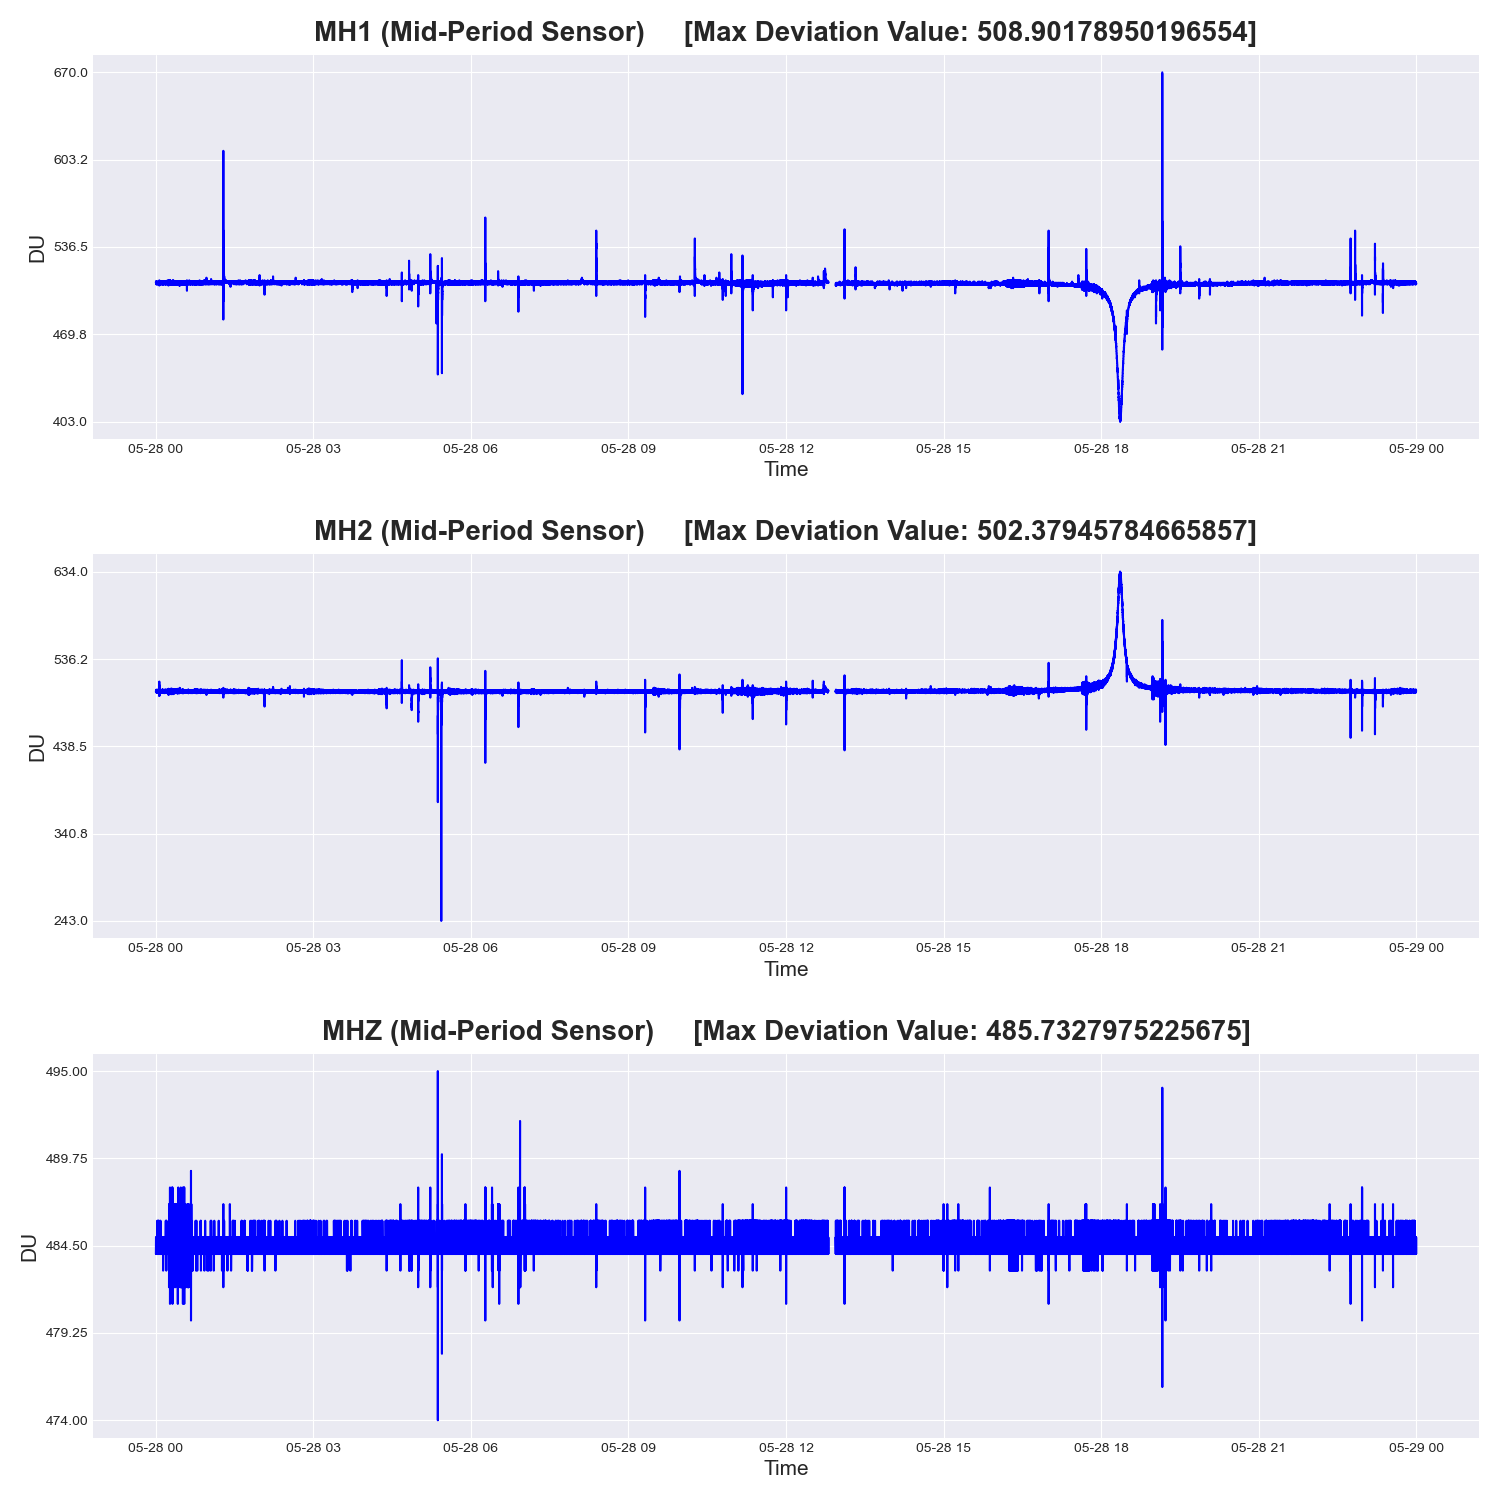 MH1 (Mid-Period Sensor)     [Max Deviation Value: 508.90178950196554]
670.0
603.2
536.5
469.8
403.0
DU
05-28 00 05-28 03 05-28 06 05-28 09 05-28 12 05-28 15 05-28 18 05-28 21 05-29 00
Time
MH2 (Mid-Period Sensor)     [Max Deviation Value: 502.37945784665857]
634.0
536.2
438.5
340.8
243.0
DU
05-28 00 05-28 03 05-28 06 05-28 09 05-28 12 05-28 15 05-28 18 05-28 21 05-29 00
Time
MHZ (Mid-Period Sensor)     [Max Deviation Value: 485.7327975225675]
495.00
489.75
484.50
479.25
474.00
DU
05-28 00 05-28 03 05-28 06 05-28 09 05-28 12 05-28 15 05-28 18 05-28 21 05-29 00
Time